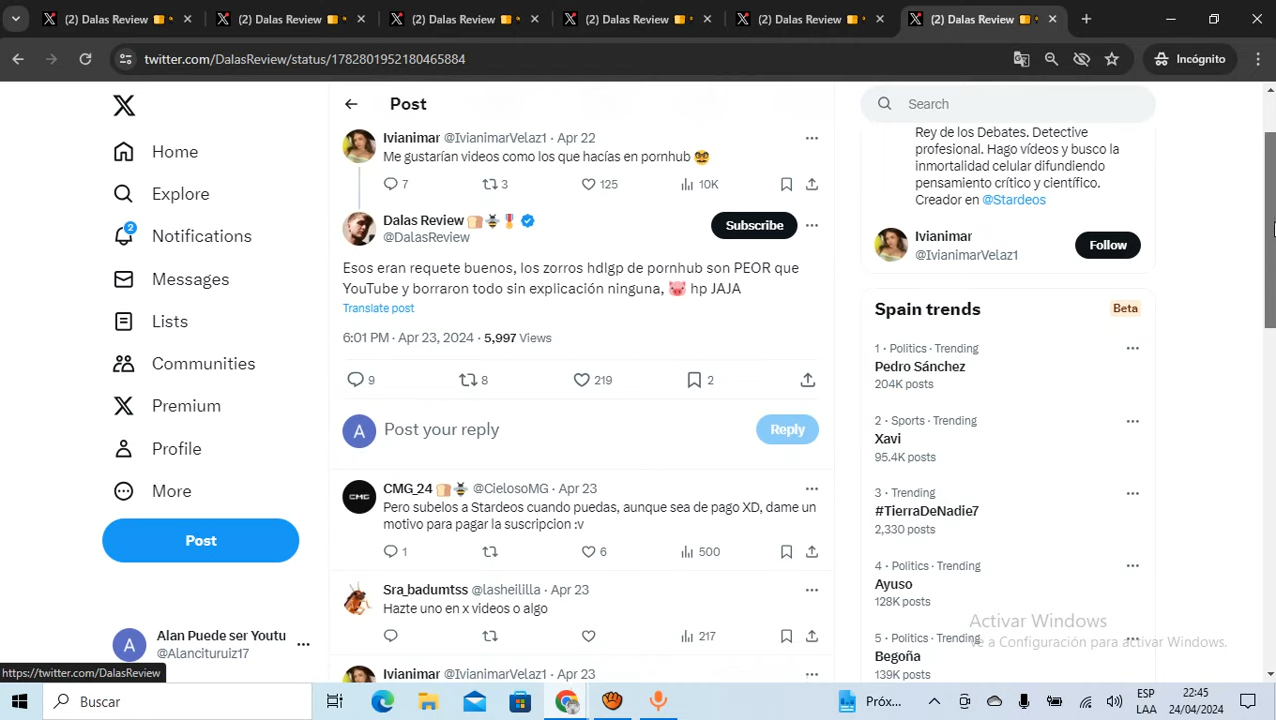 (2) Dalas Review
(2) Dalas Review
(2) Dalas Review
(2) Dalas Review
(2) Dalas Review
(2) Dalas Review
twitter.com/DalasReview/status/1782801952180465884
Incógnito
Home
Explore
2
Notifications
Messages
Lists
Communities
Premium
Profile
More
Post
Alan Puede ser Youtu
@Alancituruiz17
https://twitter.com/DalasReview
Post
Ivianimar @IvianimarVelaz1 · Apr 22
Me gustarían videos como los que hacías en pornhub 🥸
7 3 125 10K
Dalas Review 🍞🐝🎖️
@DalasReview
Subscribe
Esos eran requete buenos, los zorros hdlgp de pornhub son PEOR que
YouTube y borraron todo sin explicación ninguna, 🐷 hp JAJA
Translate post
6:01 PM · Apr 23, 2024 · 5,997 Views
9 8 219 2
A
Post your reply
Reply
CMG
CMG_24 🍞🐝 @CielosoMG · Apr 23
Pero subelos a Stardeos cuando puedas, aunque sea de pago XD, dame un
motivo para pagar la suscripcion :v
1 6 500
Sra_badumtss @lasheililla · Apr 23
Hazte uno en x videos o algo
217
Ivianimar @IvianimarVelaz1 · Apr 23
Search
Rey de los Debates. Detective
profesional. Hago vídeos y busco la
inmortalidad celular difundiendo
pensamiento crítico y científico.
Creador en @Stardeos
Ivianimar
@IvianimarVelaz1
Follow
Spain trends
Beta
1 · Politics · Trending
Pedro Sánchez
204K posts
2 · Sports · Trending
Xavi
95.4K posts
3 · Trending
#TierraDeNadie7
2,330 posts
4 · Politics · Trending
Ayuso
128K posts
5 · Politics · Trending
Begoña
139K posts
Activar Windows
Ve a Configuración para activar Windows.
A
Buscar
Próx...
ESP
LAA
22:45
24/04/2024